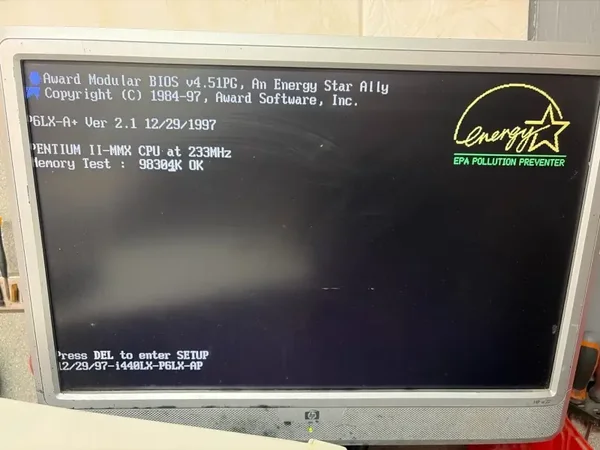 Award Modular BIOS v4.51PG, An Energy Star Ally
Copyright (C) 1984-97, Award Software, Inc.
P6LX-A+ Ver 2.1 12/29/1997
energy
EPA POLLUTION PREVENTER
PENTIUM II-MMX CPU at 233MHz
Memory Test : 98304K OK
Press DEL to enter SETUP
12/29/97-i440LX-P6LX-AP
hp